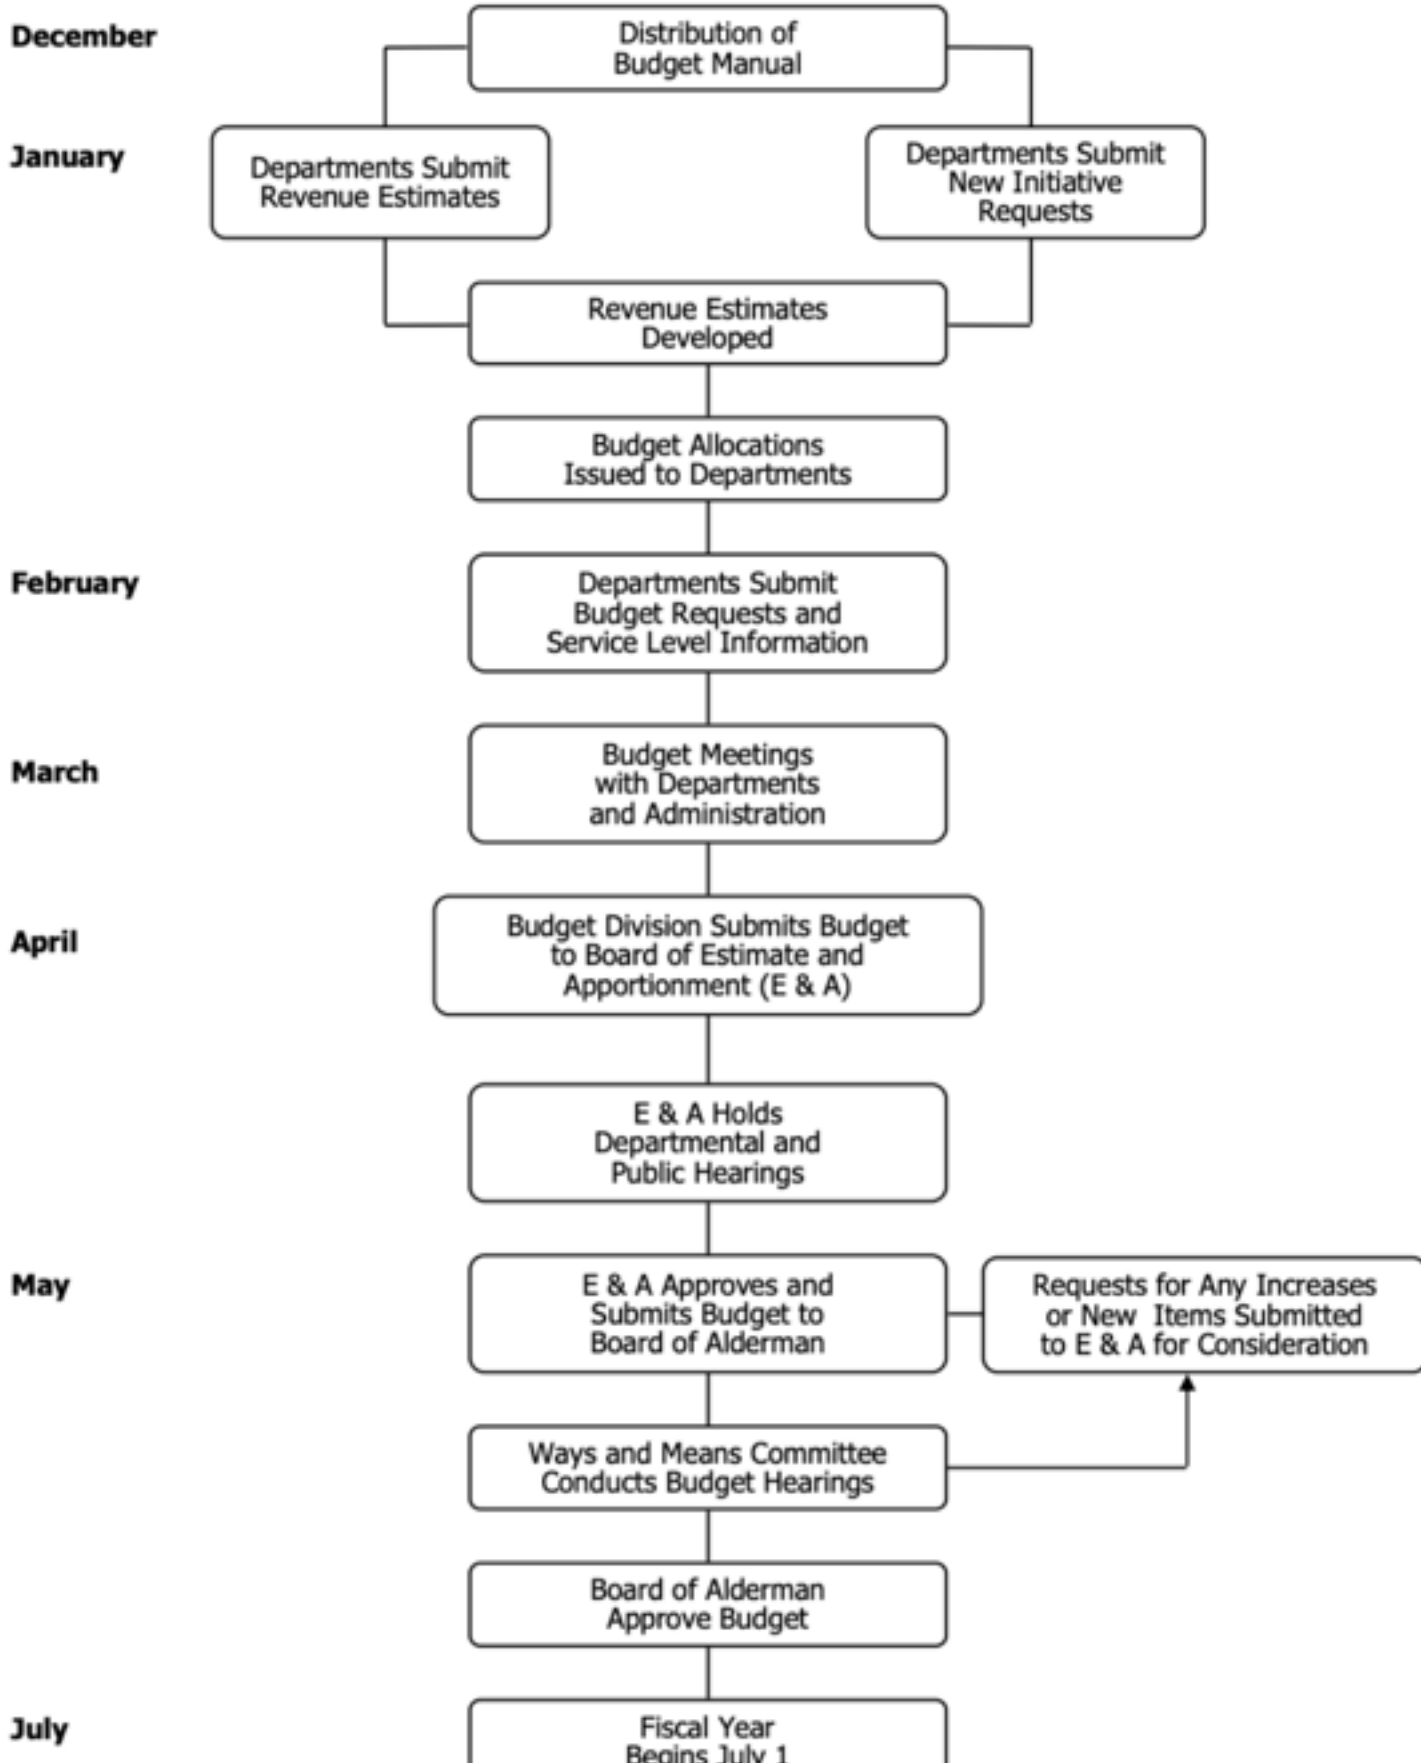 December
Distribution of
Budget Manual
January
Departments Submit
Revenue Estimates
Departments Submit
New Initiative
Requests
Revenue Estimates
Developed
Budget Allocations
Issued to Departments
February
Departments Submit
Budget Requests and
Service Level Information
March
Budget Meetings
with Departments
and Administration
April
Budget Division Submits Budget
to Board of Estimate and
Apportionment (E & A)
E & A Holds
Departmental and
Public Hearings
May
E & A Approves and
Submits Budget to
Board of Alderman
Requests for Any Increases
or New Items Submitted
to E & A for Consideration
Ways and Means Committee
Conducts Budget Hearings
Board of Alderman
Approve Budget
July
Fiscal Year
Begins July 1